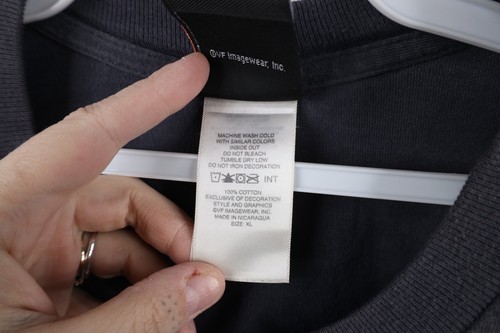 ©VF Imagewear, Inc.
MACHINE WASH COLD
WITH SIMILAR COLORS
INSIDE OUT
DO NOT BLEACH
TUMBLE DRY LOW
DO NOT IRON DECORATION
INT
100% COTTON
EXCLUSIVE OF DECORATION
STYLE AND GRAPHICS
©VF IMAGEWEAR, INC.
MADE IN NICARAGUA
SIZE: XL